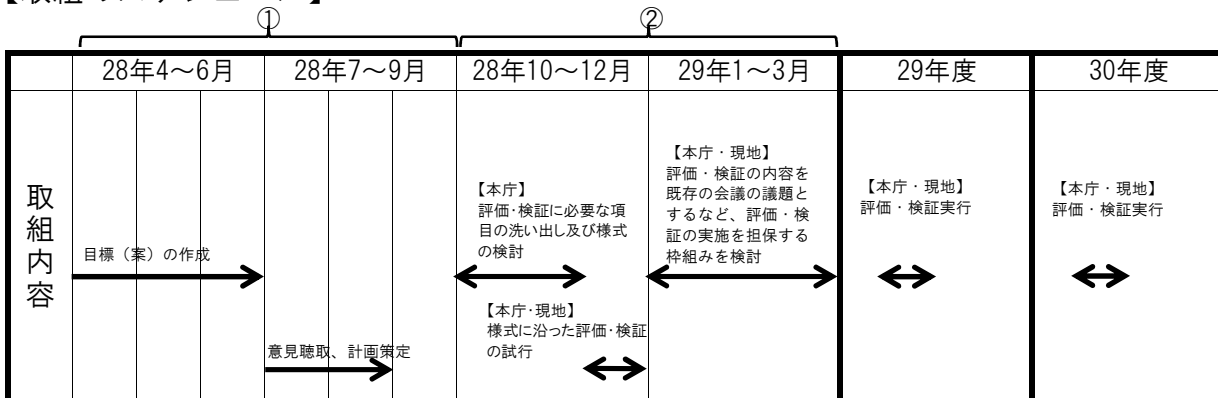 ① ②
28年4～6月 28年7～9月 28年10～12月 29年1～3月 29年度 30年度
取組内容
目標（案）の作成
意見聴取、計画策定
【本庁】
評価・検証に必要な項
目の洗い出し及び様式
の検討
【本庁・現地】
様式に沿った評価・検証
の試行
【本庁・現地】
評価・検証の内容を
既存の会議の議題と
するなど、評価・検
証の実施を担保する
枠組みを検討
【本庁・現地】
評価・検証実行
【本庁・現地】
評価・検証実行